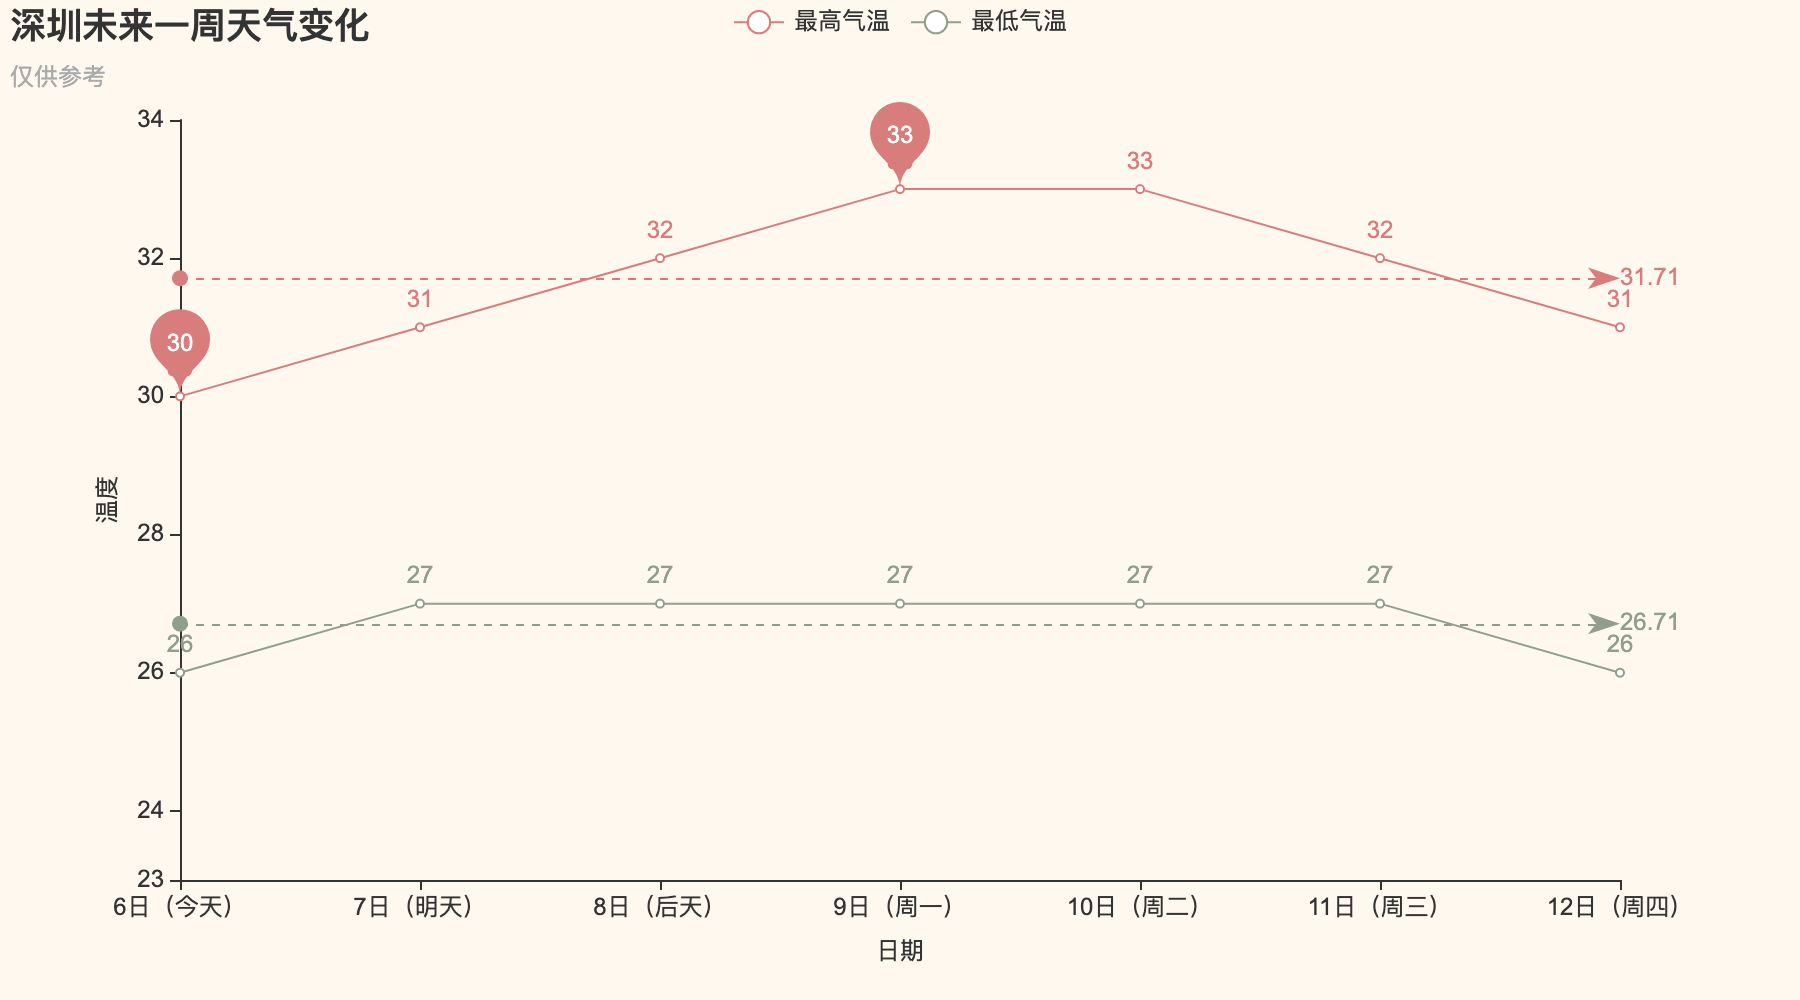 深圳未来一周天气变化
仅供参考
最高气温 最低气温
34
32
30
28
26
24
23
温度
30 31 32 33 33 32 31
31.71
26 27 27 27 27 27 26
26.71
6日（今天） 7日（明天） 8日（后天） 9日（周一） 10日（周二） 11日（周三） 12日（周四）
日期